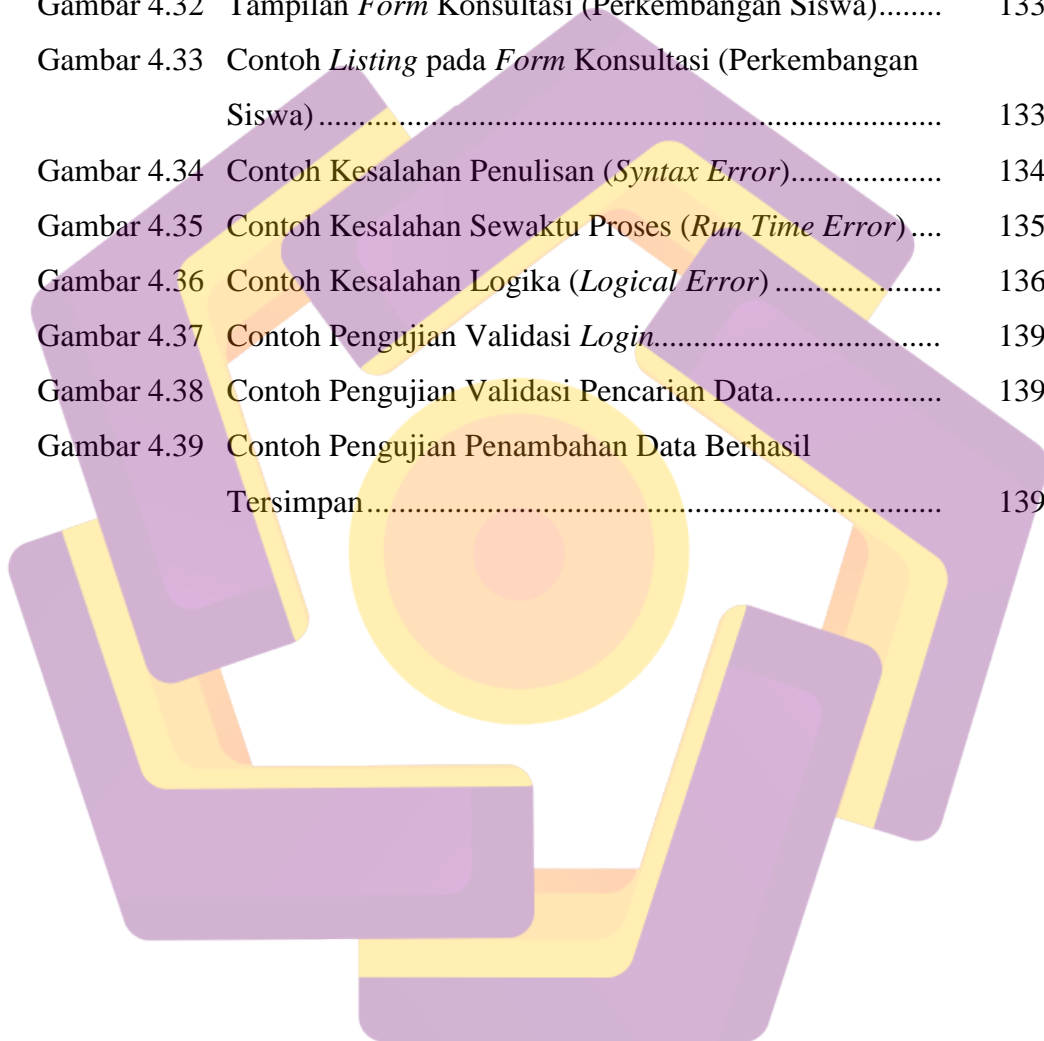 Gambar 4.32 Tampilan Form Konsultasi (Perkembangan Siswa)........ 133
Gambar 4.33 Contoh Listing pada Form Konsultasi (Perkembangan
Siswa)............................................................................. 133
Gambar 4.34 Contoh Kesalahan Penulisan (Syntax Error)................... 134
Gambar 4.35 Contoh Kesalahan Sewaktu Proses (Run Time Error).... 135
Gambar 4.36 Contoh Kesalahan Logika (Logical Error)..................... 136
Gambar 4.37 Contoh Pengujian Validasi Login.................................... 139
Gambar 4.38 Contoh Pengujian Validasi Pencarian Data..................... 139
Gambar 4.39 Contoh Pengujian Penambahan Data Berhasil
Tersimpan....................................................................... 139